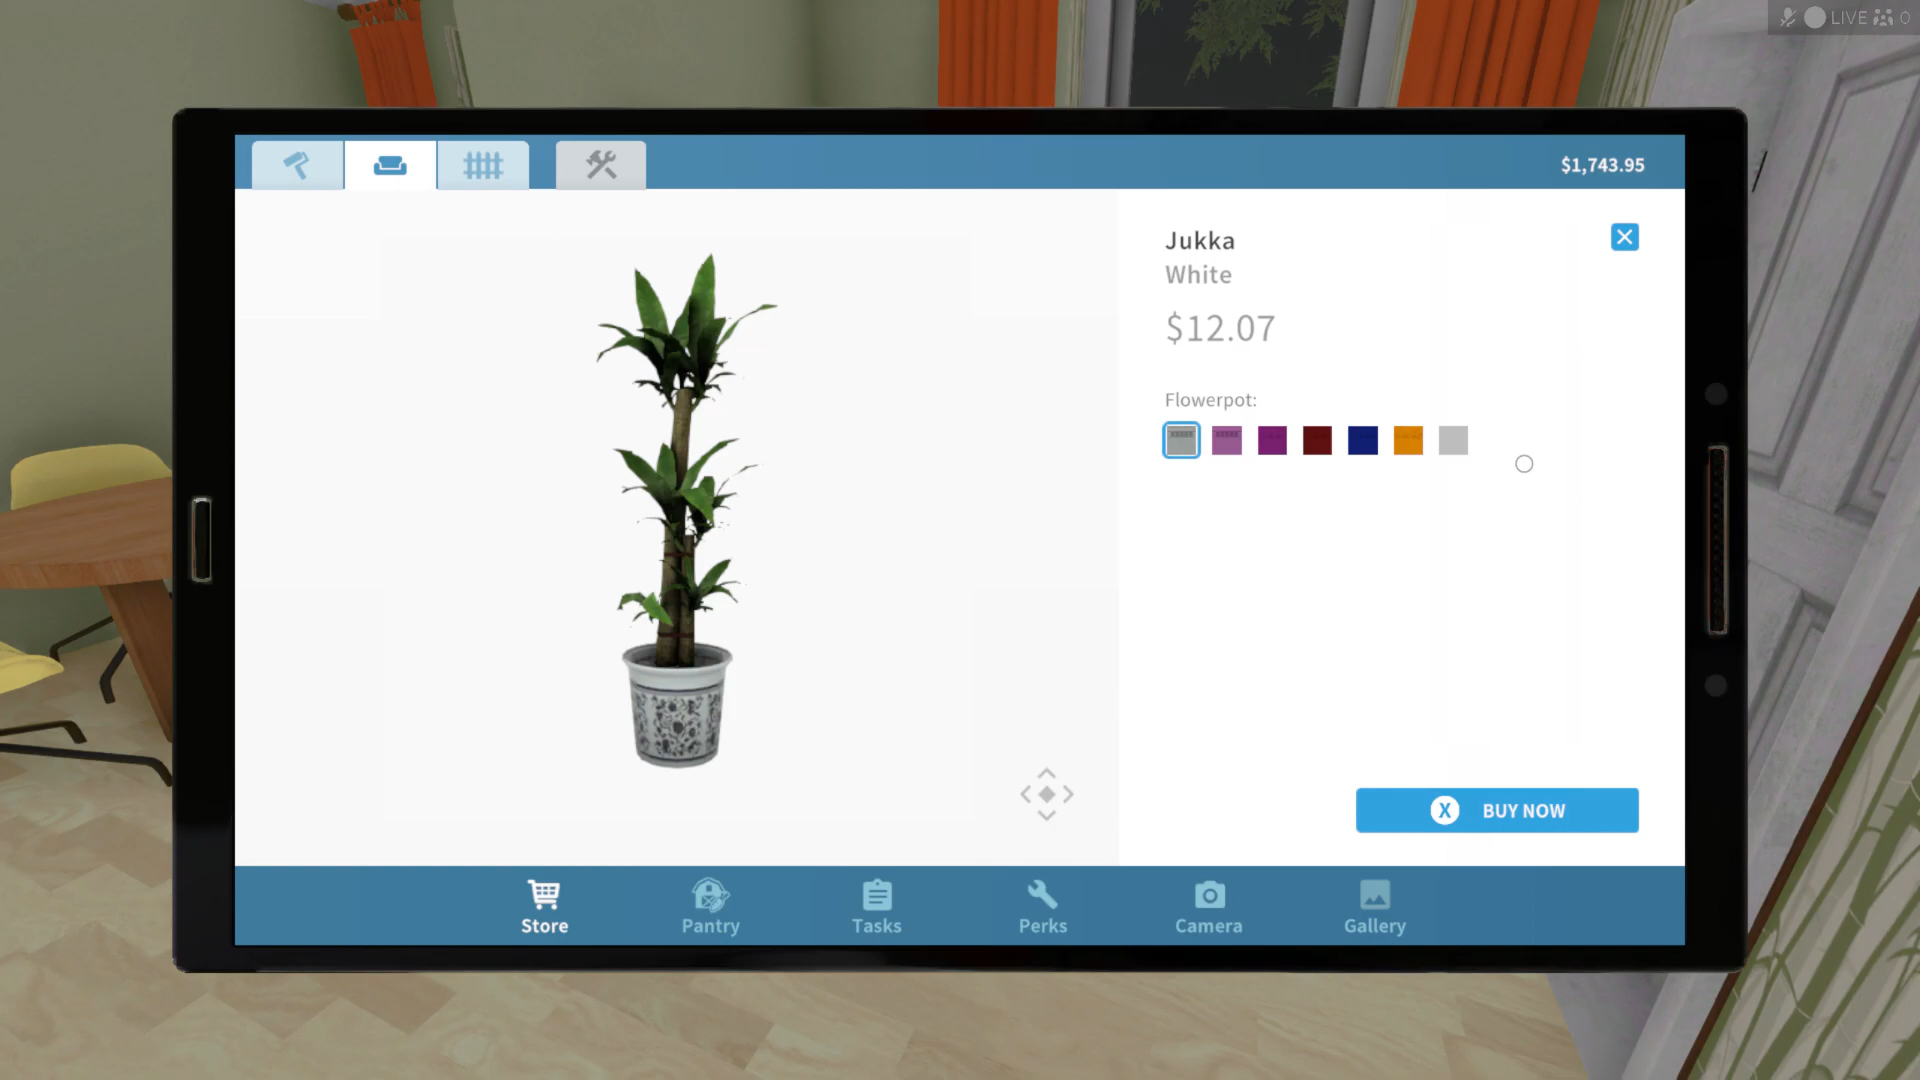 LIVE 0
$1,743.95
Jukka
White
$12.07
Flowerpot:
X BUY NOW
Store Pantry Tasks Perks Camera Gallery